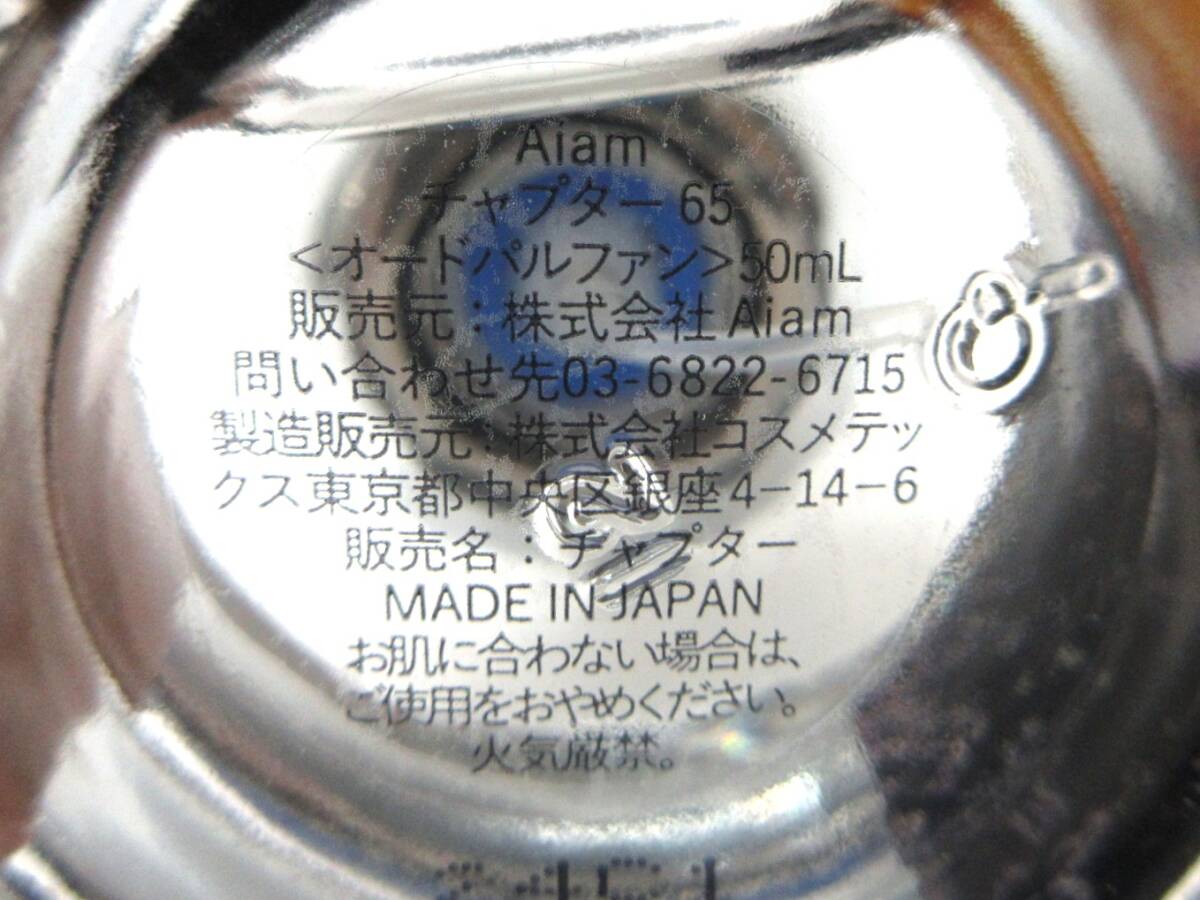 Aiam
チャプター 65
<オードパルファン>50mL
販売元：株式会社 Aiam
問い合わせ先03-6822-6715
製造販売元：株式会社コスメテッ
クス東京都中央区銀座4-14-6
販売名：チャプター
MADE IN JAPAN
お肌に合わない場合は、
ご使用をおやめください。
火気厳禁。